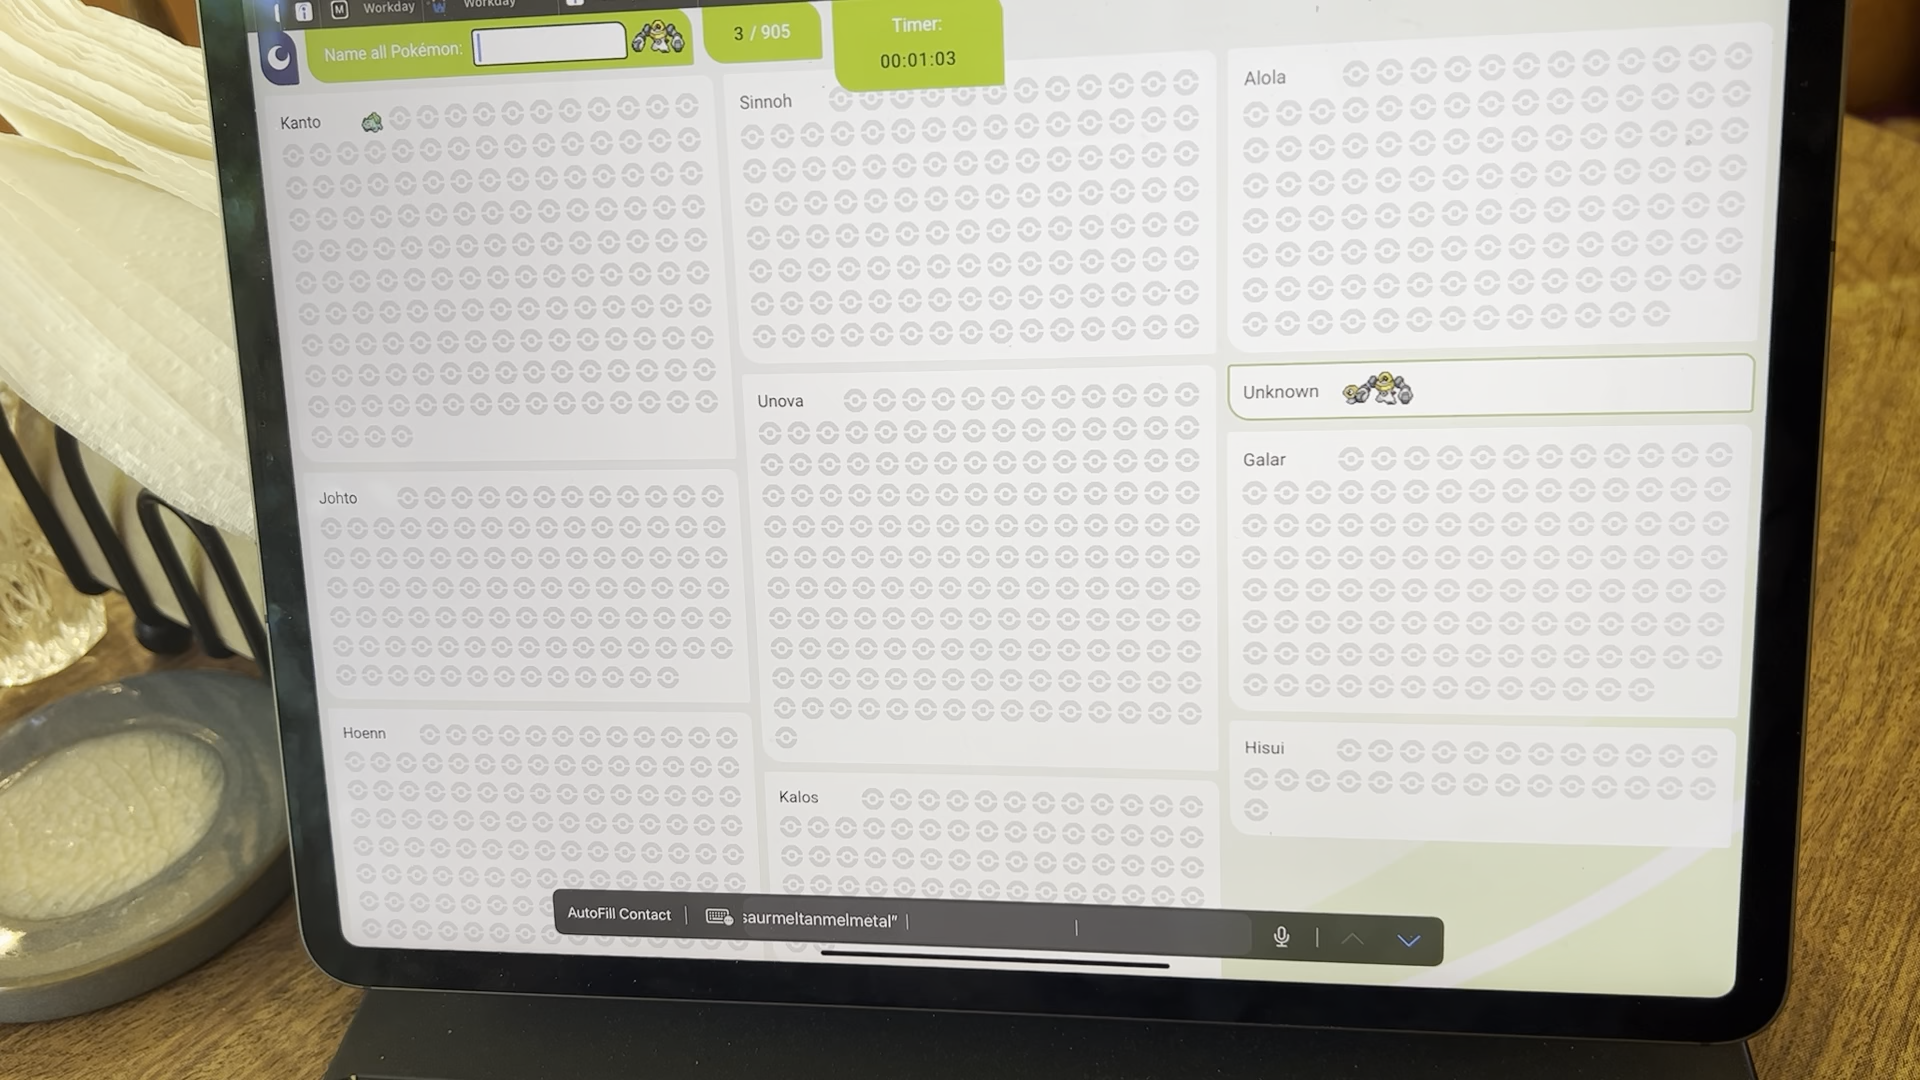 M Workday W Workday
Name all Pokémon:
3 / 905
Timer:
00:01:03
Kanto
Johto
Hoenn
Sinnoh
Unova
Kalos
Alola
Unknown
Galar
Hisui
AutoFill Contact
saurmeltanmelmetal"